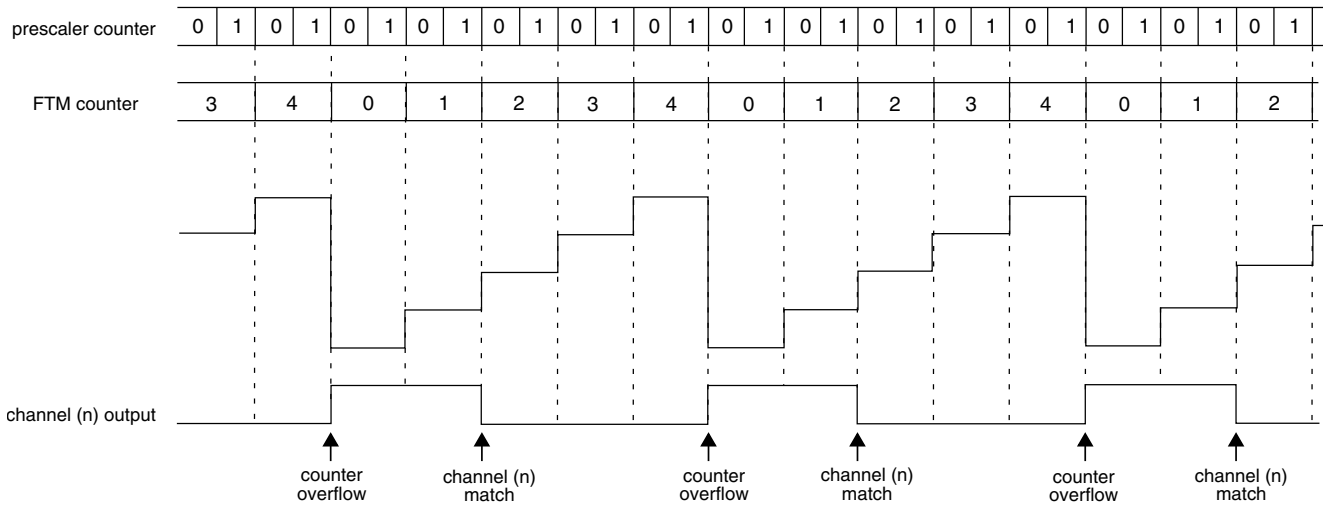 prescaler counter 0 1 0 1 0 1 0 1 0 1 0 1 0 1 0 1 0 1 0 1 0 1 0 1 0 1 0 1 0 1
FTM counter 3 4 0 1 2 3 4 0 1 2 3 4 0 1 2
channel (n) output
counter overflow
channel (n) match
counter overflow
channel (n) match
counter overflow
channel (n) match